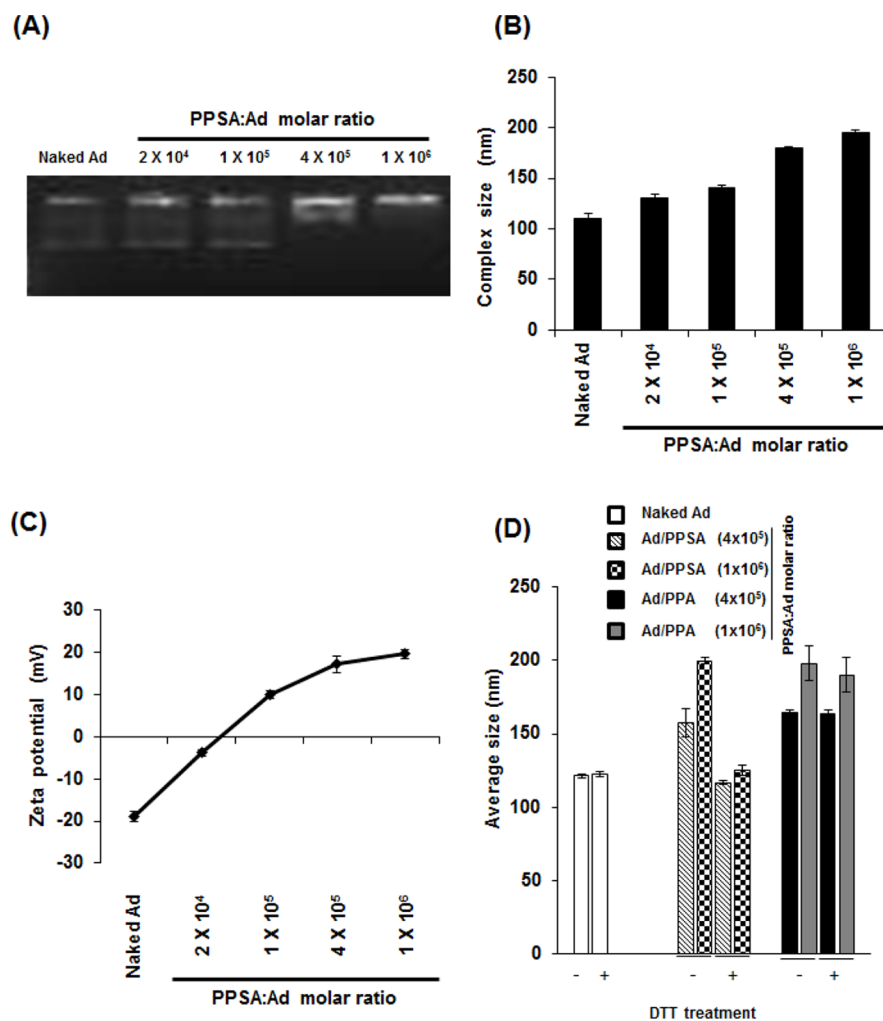 (A)
PPSA:Ad molar ratio
Naked Ad 2 X 10⁴ 1 X 10⁵ 4 X 10⁵ 1 X 10⁶
(B)
Complex size (nm)
250
200
150
100
50
0
Naked Ad
2 X 10⁴
1 X 10⁵
4 X 10⁵
1 X 10⁶
PPSA:Ad molar ratio
(C)
Zeta potential (mV)
30
20
10
0
-10
-20
-30
Naked Ad
2 X 10⁴
1 X 10⁵
4 X 10⁵
1 X 10⁶
PPSA:Ad molar ratio
(D)
Naked Ad
Ad/PPSA (4x10⁵)
Ad/PPSA (1x10⁶)
Ad/PPA (4x10⁵)
Ad/PPA (1x10⁶)
PPSA:Ad molar ratio
Average size (nm)
250
200
150
100
50
0
- + - + - +
DTT treatment